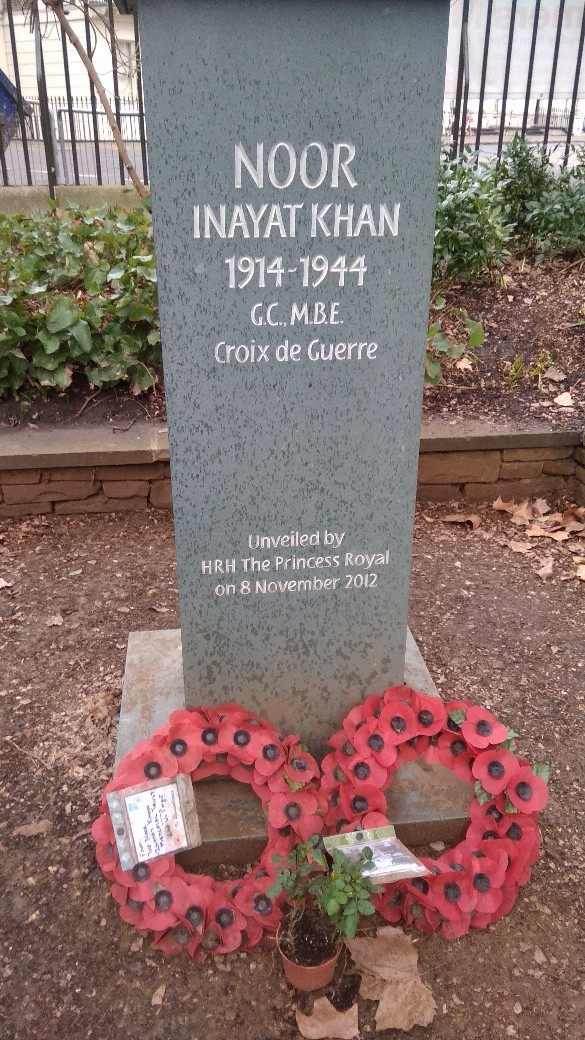 NOOR
INAYAT KHAN
1914-1944
G.C., M.B.E.
Croix de Guerre
Unveiled by
HRH The Princess Royal
on 8 November 2012